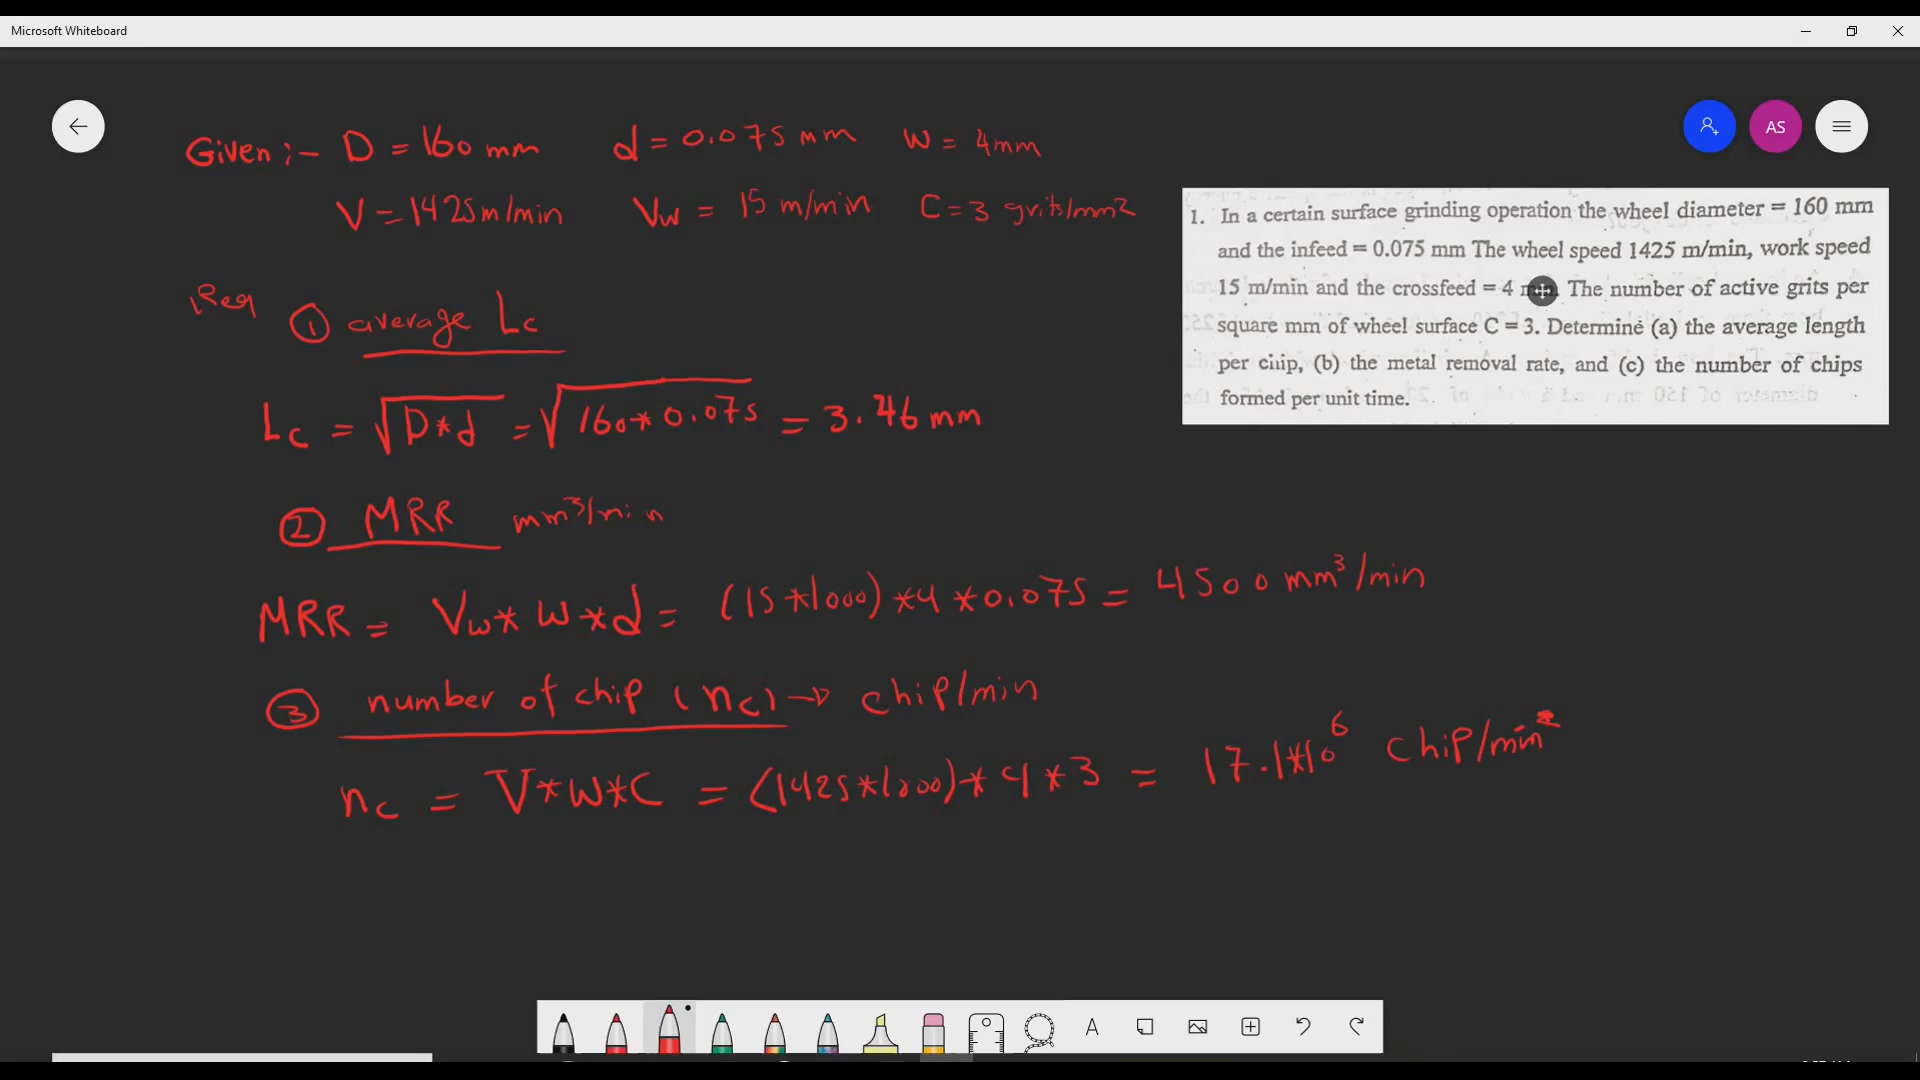 Microsoft Whiteboard
AS
Given :- D = 160 mm d = 0.075 mm w = 4mm
V = 1425 m/min Vw = 15 m/min C = 3 grits/mm2
1. In a certain surface grinding operation the wheel diameter = 160 mm
and the infeed = 0.075 mm The wheel speed 1425 m/min, work speed
15 m/min and the crossfeed = 4 The number of active grits per
square mm of wheel surface C = 3. Determine (a) the average length
per chip, (b) the metal removal rate, and (c) the number of chips
formed per unit time.
Req ① average Lc
Lc = √D*d = √160*0.075 = 3.46 mm
② MRR mm³/min
MRR = Vw * w * d = (15*1000)*4*0.075 = 4500 mm³/min
③ number of chip (nc) → chip/min
nc = V*w*C = (1425*1000)*4*3 = 17.1*10⁶ chip/min
A